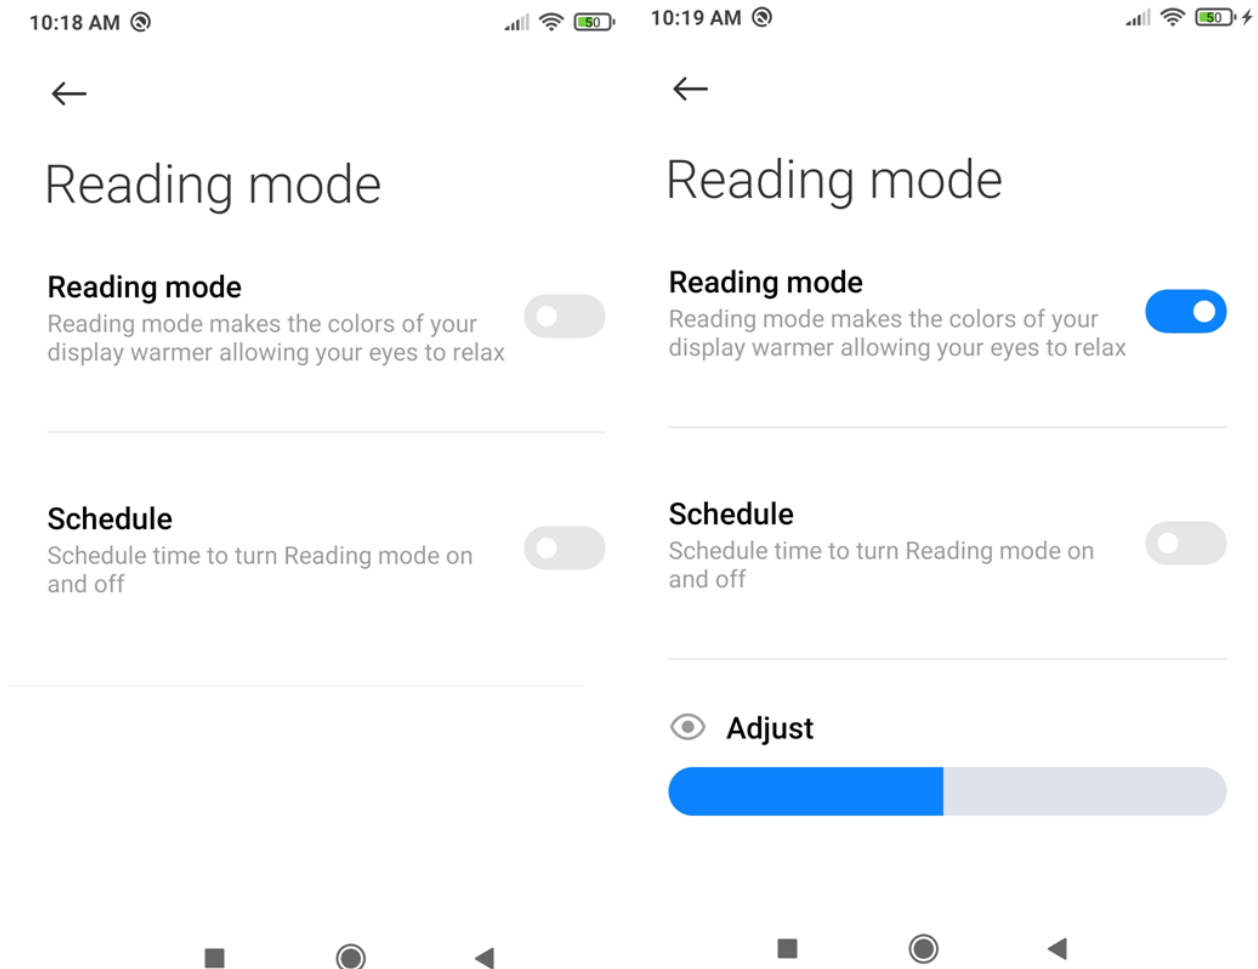 10:18 AM
50
Reading mode
Reading mode
Reading mode makes the colors of your
display warmer allowing your eyes to relax
Schedule
Schedule time to turn Reading mode on
and off
10:19 AM
50
Reading mode
Reading mode
Reading mode makes the colors of your
display warmer allowing your eyes to relax
Schedule
Schedule time to turn Reading mode on
and off
Adjust